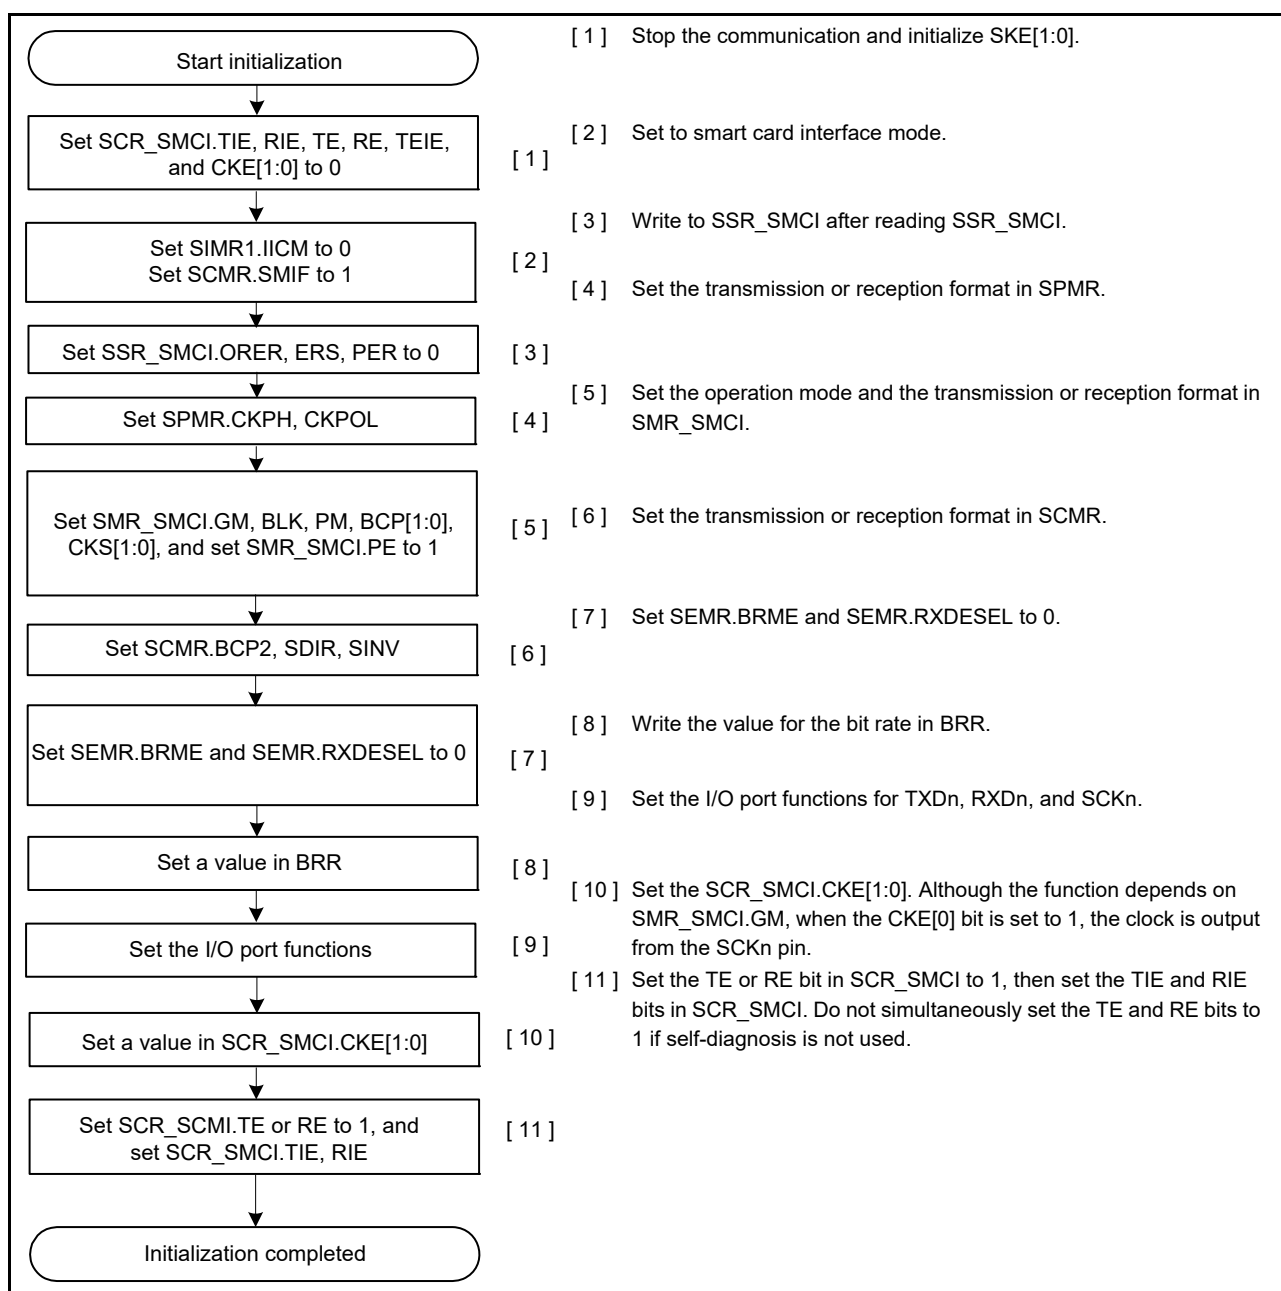 Start initialization
Set SCR_SMCI.TIE, RIE, TE, RE, TEIE,
and CKE[1:0] to 0
[ 1 ]
Set SIMR1.IICM to 0
Set SCMR.SMIF to 1
[ 2 ]
Set SSR_SMCI.ORER, ERS, PER to 0
[ 3 ]
Set SPMR.CKPH, CKPOL
[ 4 ]
Set SMR_SMCI.GM, BLK, PM, BCP[1:0],
CKS[1:0], and set SMR_SMCI.PE to 1
[ 5 ]
Set SCMR.BCP2, SDIR, SINV
[ 6 ]
Set SEMR.BRME and SEMR.RXDESEL to 0
[ 7 ]
Set a value in BRR
[ 8 ]
Set the I/O port functions
[ 9 ]
Set a value in SCR_SMCI.CKE[1:0]
[ 10 ]
Set SCR_SCMI.TE or RE to 1, and
set SCR_SMCI.TIE, RIE
[ 11 ]
Initialization completed
[ 1 ] Stop the communication and initialize SKE[1:0].
[ 2 ] Set to smart card interface mode.
[ 3 ] Write to SSR_SMCI after reading SSR_SMCI.
[ 4 ] Set the transmission or reception format in SPMR.
[ 5 ] Set the operation mode and the transmission or reception format in
SMR_SMCI.
[ 6 ] Set the transmission or reception format in SCMR.
[ 7 ] Set SEMR.BRME and SEMR.RXDESEL to 0.
[ 8 ] Write the value for the bit rate in BRR.
[ 9 ] Set the I/O port functions for TXDn, RXDn, and SCKn.
[ 10 ] Set the SCR_SMCI.CKE[1:0]. Although the function depends on
SMR_SMCI.GM, when the CKE[0] bit is set to 1, the clock is output
from the SCKn pin.
[ 11 ] Set the TE or RE bit in SCR_SMCI to 1, then set the TIE and RIE
bits in SCR_SMCI. Do not simultaneously set the TE and RE bits to
1 if self-diagnosis is not used.